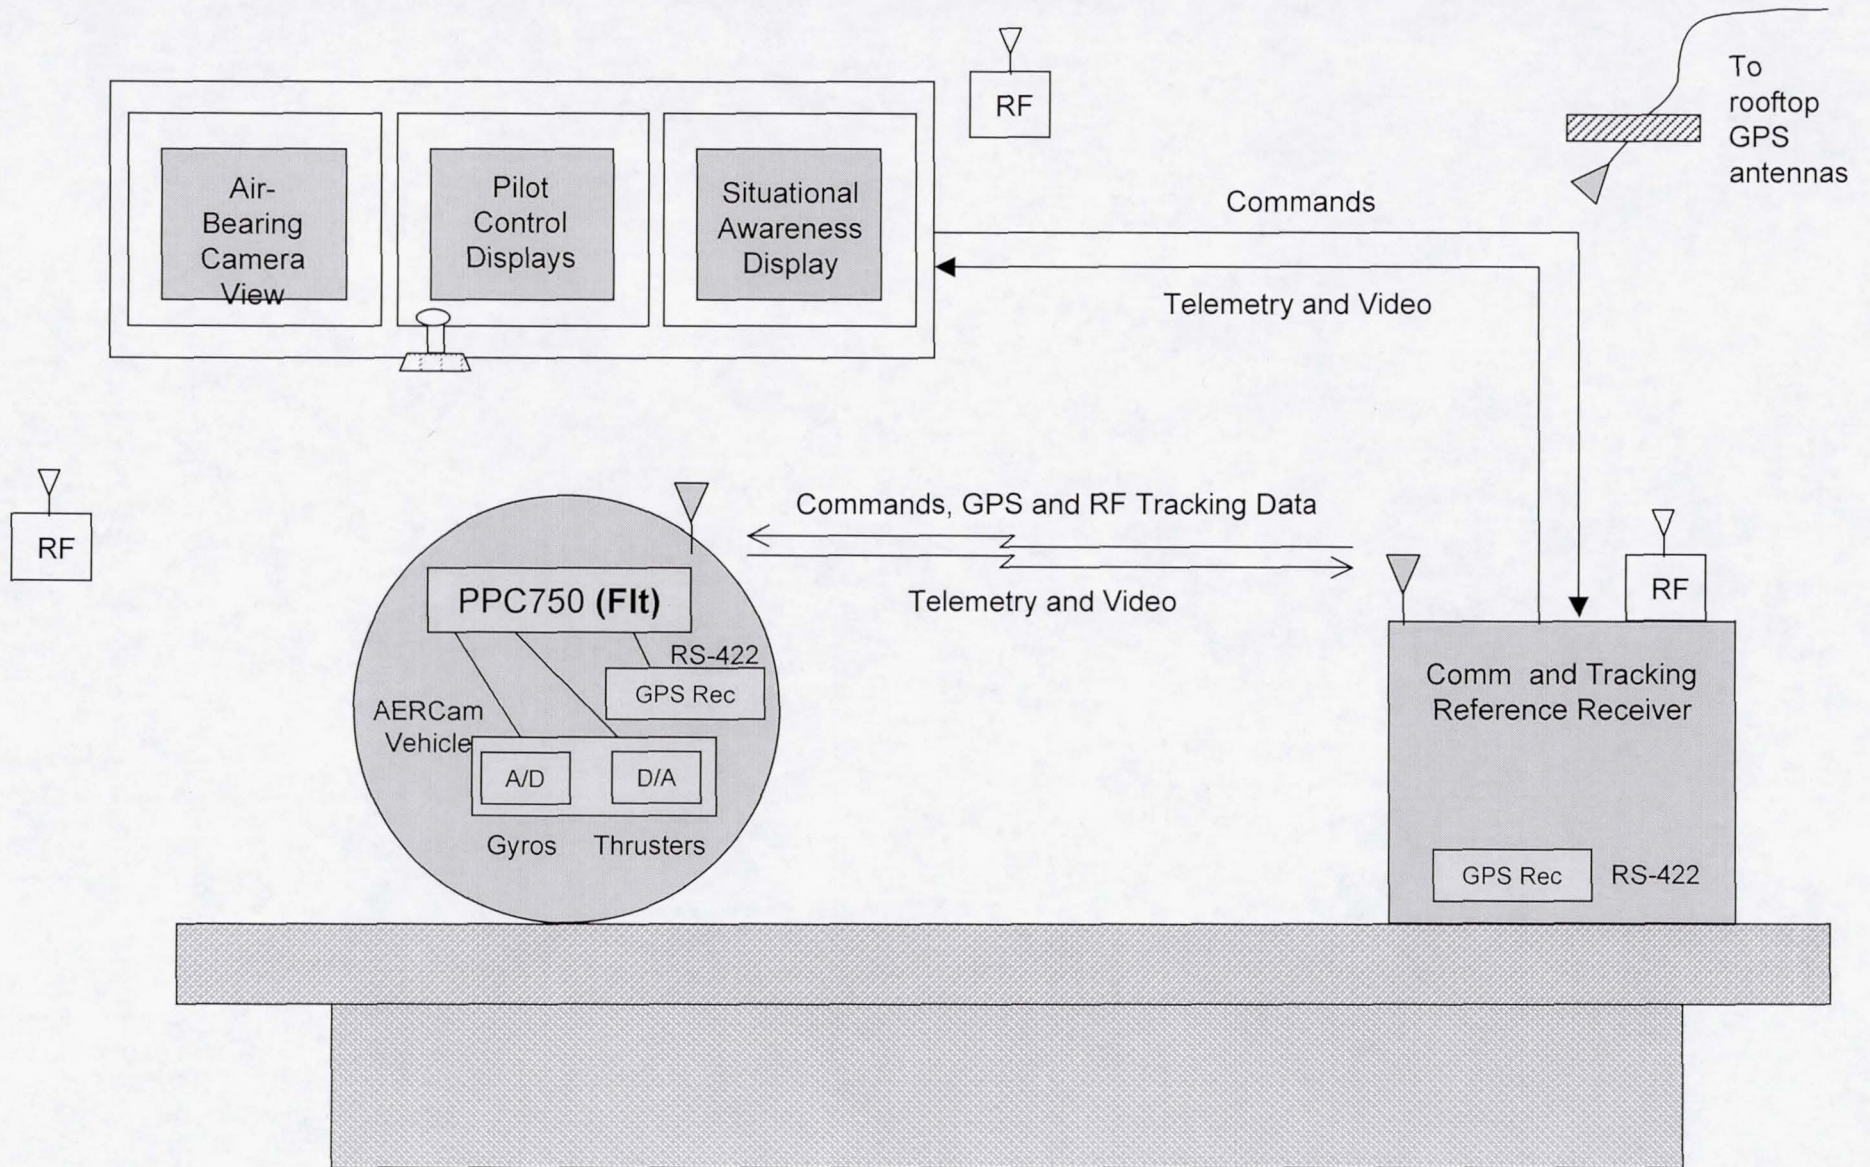 RF
To
rooftop
GPS
antennas
Air-
Bearing
Camera
View
Pilot
Control
Displays
Situational
Awareness
Display
Commands
Telemetry and Video
RF
Commands, GPS and RF Tracking Data
Telemetry and Video
PPC750 (Flt)
RS-422
GPS Rec
AERCam
Vehicle
A/D
D/A
Gyros
Thrusters
RF
Comm and Tracking
Reference Receiver
GPS Rec
RS-422